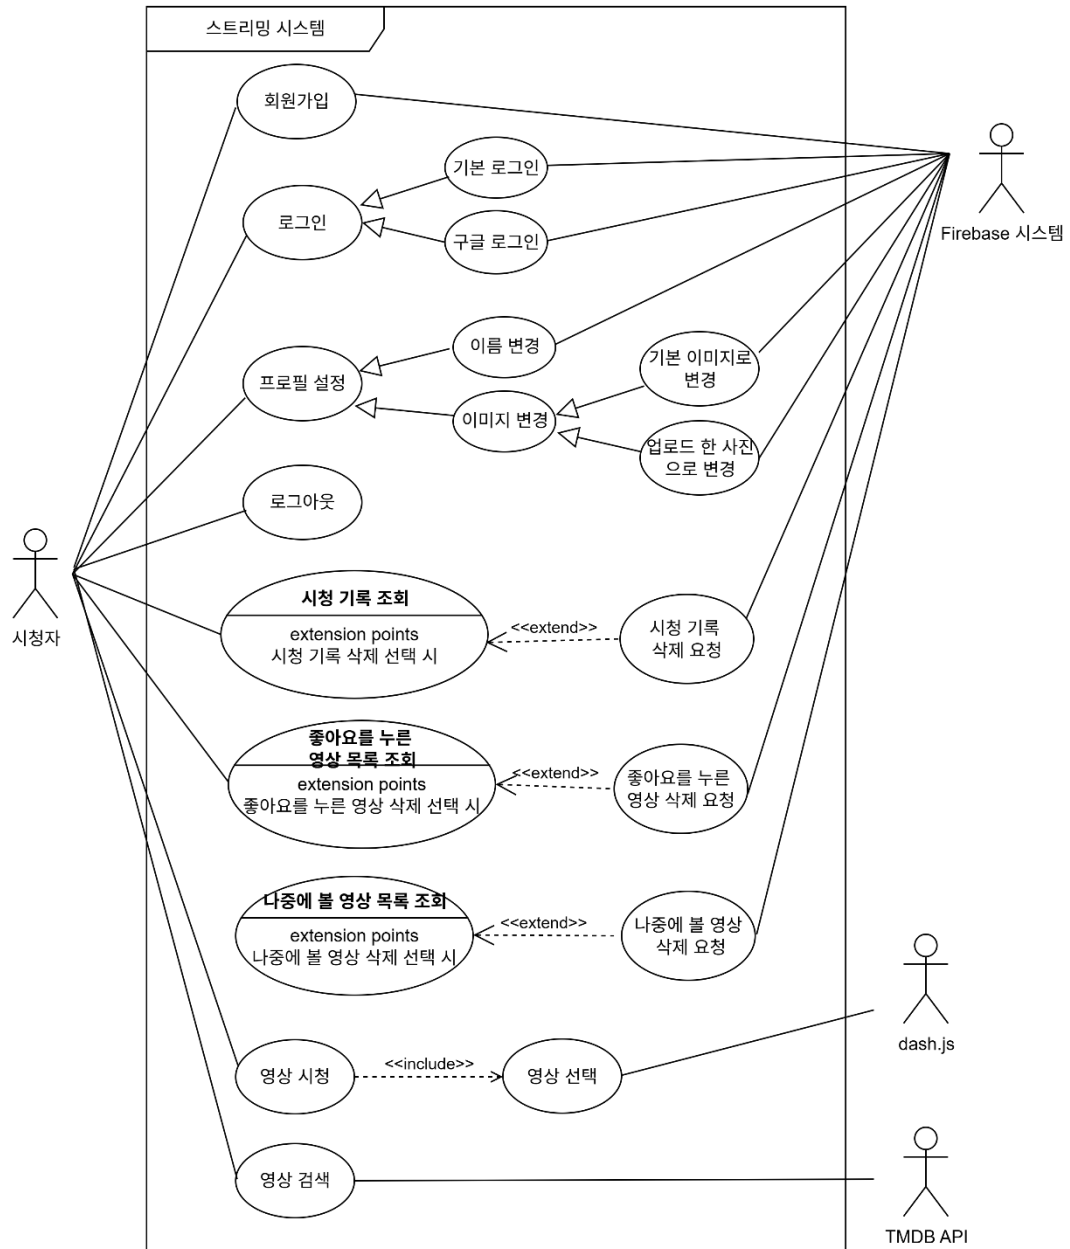 스트리밍 시스템
회원가입
기본 로그인
로그인
구글 로그인
Firebase 시스템
이름 변경
기본 이미지로
변경
프로필 설정
이미지 변경
업로드 한 사진
으로 변경
로그아웃
시청자
시청 기록 조회
extension points
시청 기록 삭제 선택 시
<<extend>>
시청 기록
삭제 요청
좋아요를 누른
영상 목록 조회
extension points
좋아요를 누른 영상 삭제 선택 시
<<extend>>
좋아요를 누른
영상 삭제 요청
나중에 볼 영상 목록 조회
extension points
나중에 볼 영상 삭제 선택 시
<<extend>>
나중에 볼 영상
삭제 요청
dash.js
영상 시청
<<include>>
영상 선택
영상 검색
TMDB API